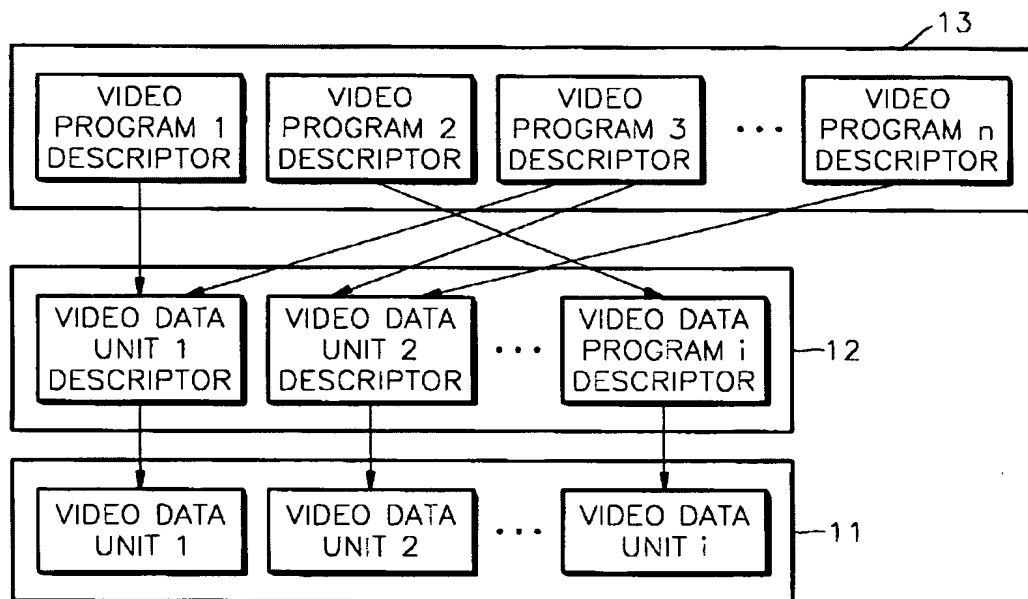 13
VIDEO
PROGRAM 1
DESCRIPTOR
VIDEO
PROGRAM 2
DESCRIPTOR
VIDEO
PROGRAM 3
DESCRIPTOR
...
VIDEO
PROGRAM n
DESCRIPTOR
VIDEO DATA
UNIT 1
DESCRIPTOR
VIDEO DATA
UNIT 2
DESCRIPTOR
...
VIDEO DATA
PROGRAM i
DESCRIPTOR
12
VIDEO DATA
UNIT 1
VIDEO DATA
UNIT 2
...
VIDEO DATA
UNIT i
11